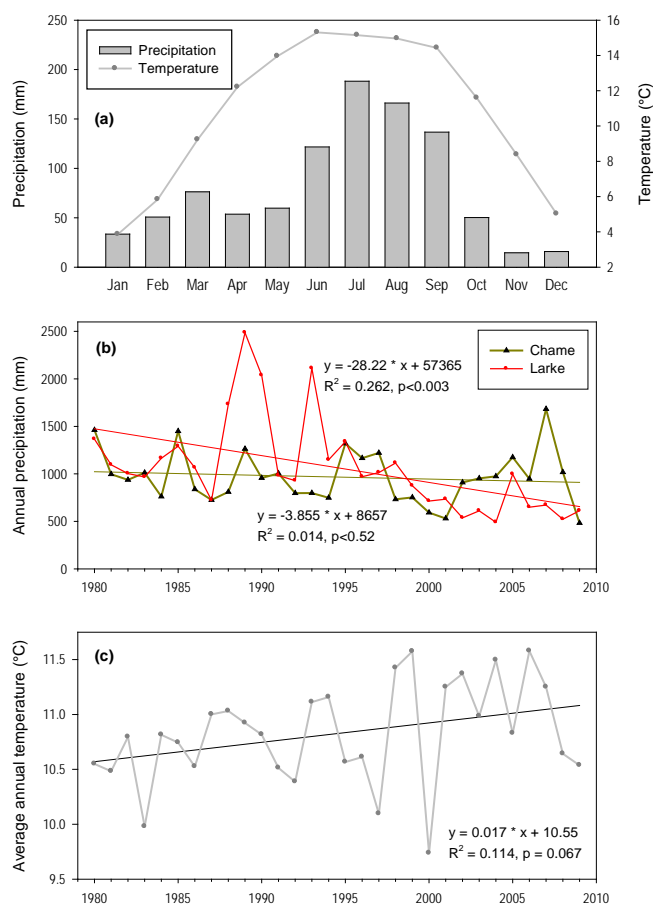 250
200
150
100
50
0
Precipitation (mm)
Precipitation
Temperature
(a)
16
14
12
10
8
6
4
2
Temperature (°C)
Jan Feb Mar Apr May Jun Jul Aug Sep Oct Nov Dec
2500
2000
1500
1000
500
0
Annual precipitation (mm)
(b)
y = -28.22 * x + 57365
R² = 0.262, p<0.003
Chame
Larke
y = -3.855 * x + 8657
R² = 0.014, p<0.52
1980 1985 1990 1995 2000 2005 2010
11.5
11.0
10.5
10.0
9.5
Average annual temperature (°C)
(c)
y = 0.017 * x + 10.55
R² = 0.114, p = 0.067
1980 1985 1990 1995 2000 2005 2010